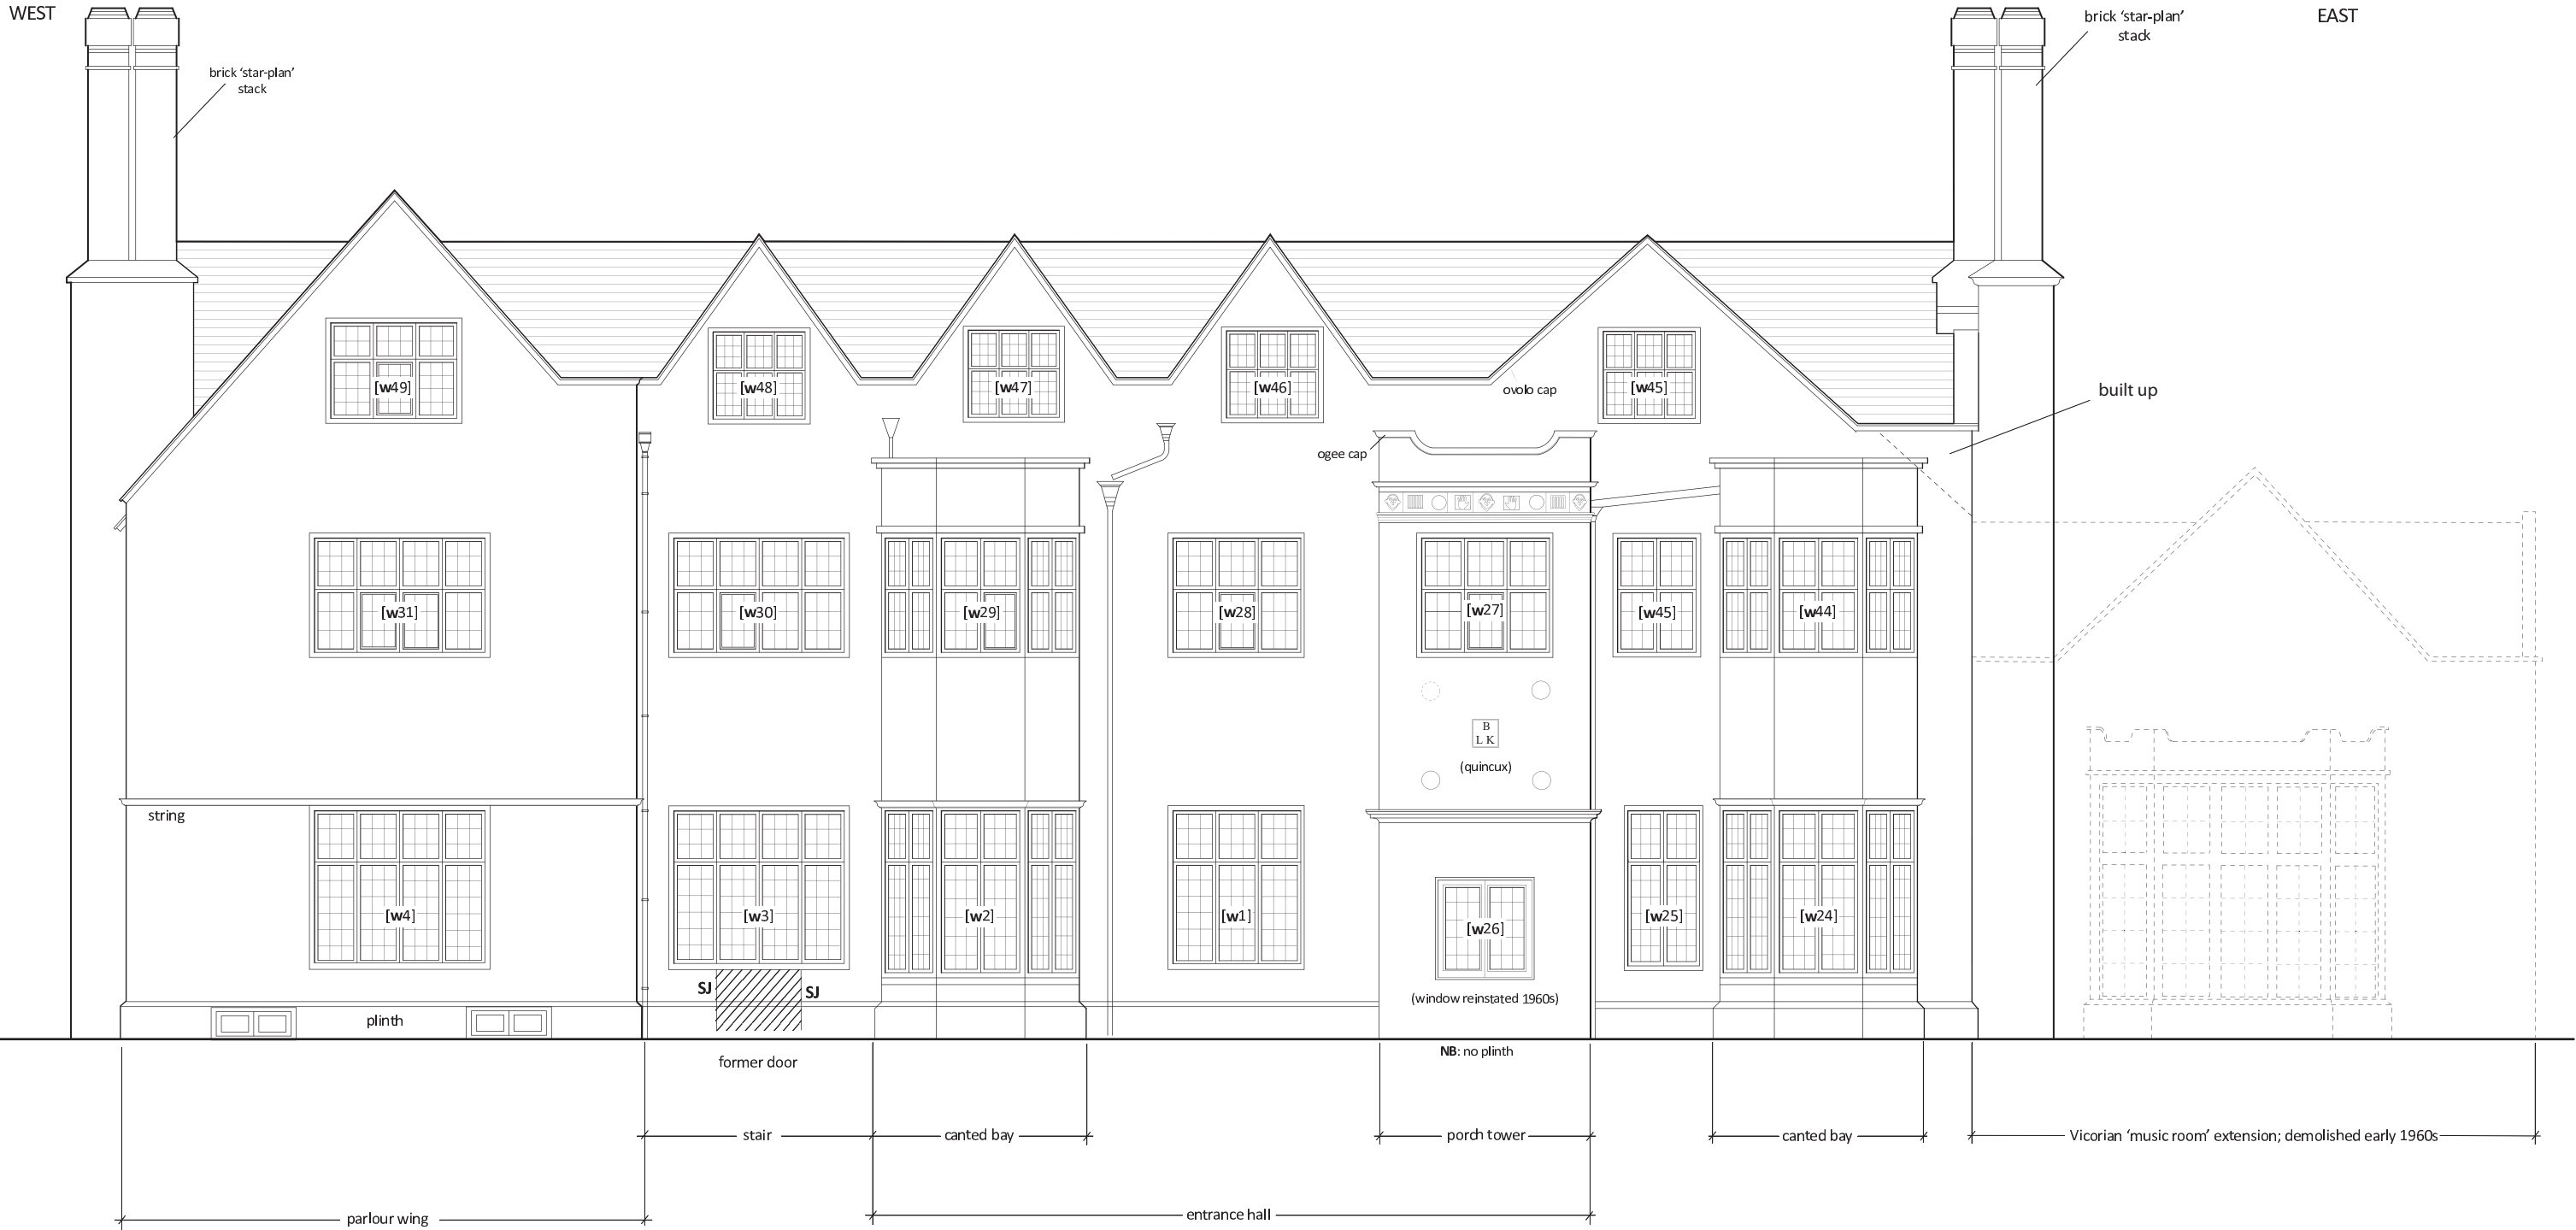 WEST
EAST
brick ‘star-plan’
stack
brick ‘star-plan’
stack
[w49]
[w48]
[w47]
[w46]
[w45]
ovolo cap
built up
ogee cap
[w31]
[w30]
[w29]
[w28]
[w27]
[w45]
[w44]
B
L K
(quincux)
string
[w4]
[w3]
[w2]
[w1]
[w26]
[w25]
[w24]
SJ
SJ
(window reinstated 1960s)
plinth
former door
NB: no plinth
stair
canted bay
porch tower
canted bay
Vicorian ‘music room’ extension; demolished early 1960s
parlour wing
entrance hall